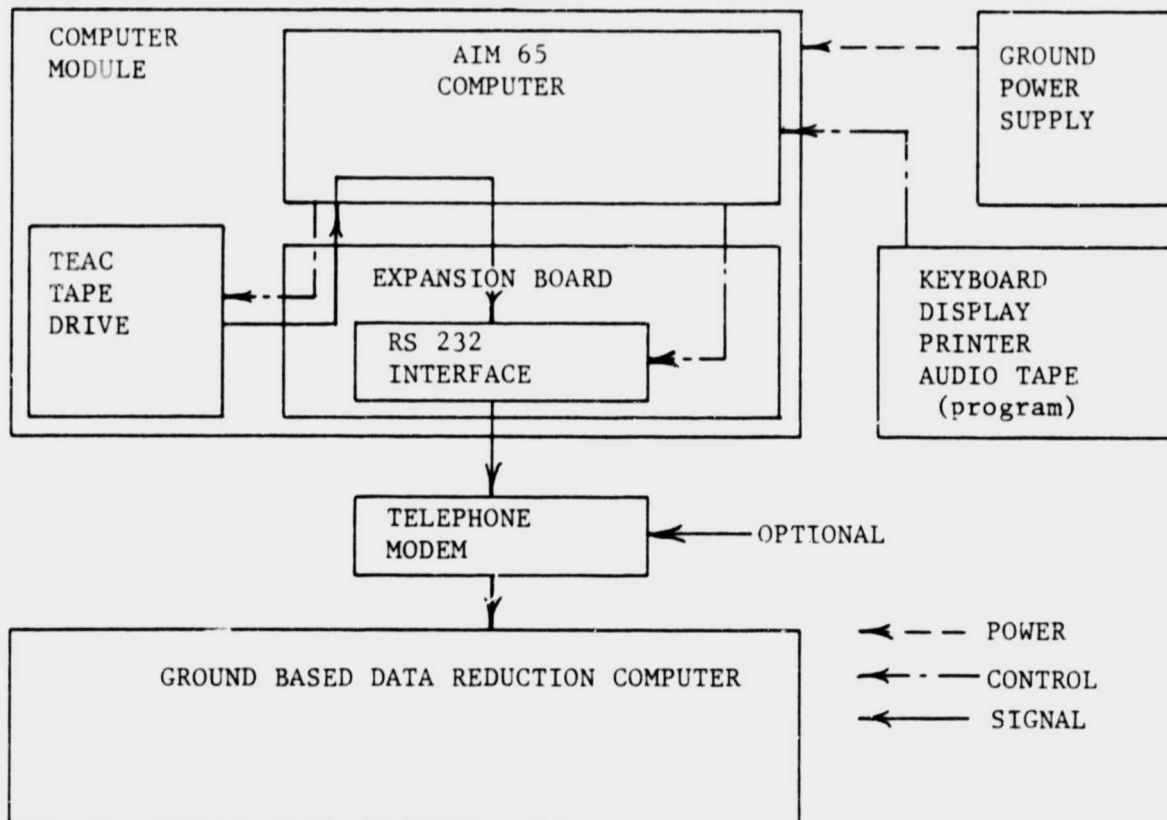 COMPUTER
MODULE
AIM 65
COMPUTER
GROUND
POWER
SUPPLY
TEAC
TAPE
DRIVE
EXPANSION BOARD
RS 232
INTERFACE
KEYBOARD
DISPLAY
PRINTER
AUDIO TAPE
(program)
TELEPHONE
MODEM
OPTIONAL
GROUND BASED DATA REDUCTION COMPUTER
POWER
CONTROL
SIGNAL